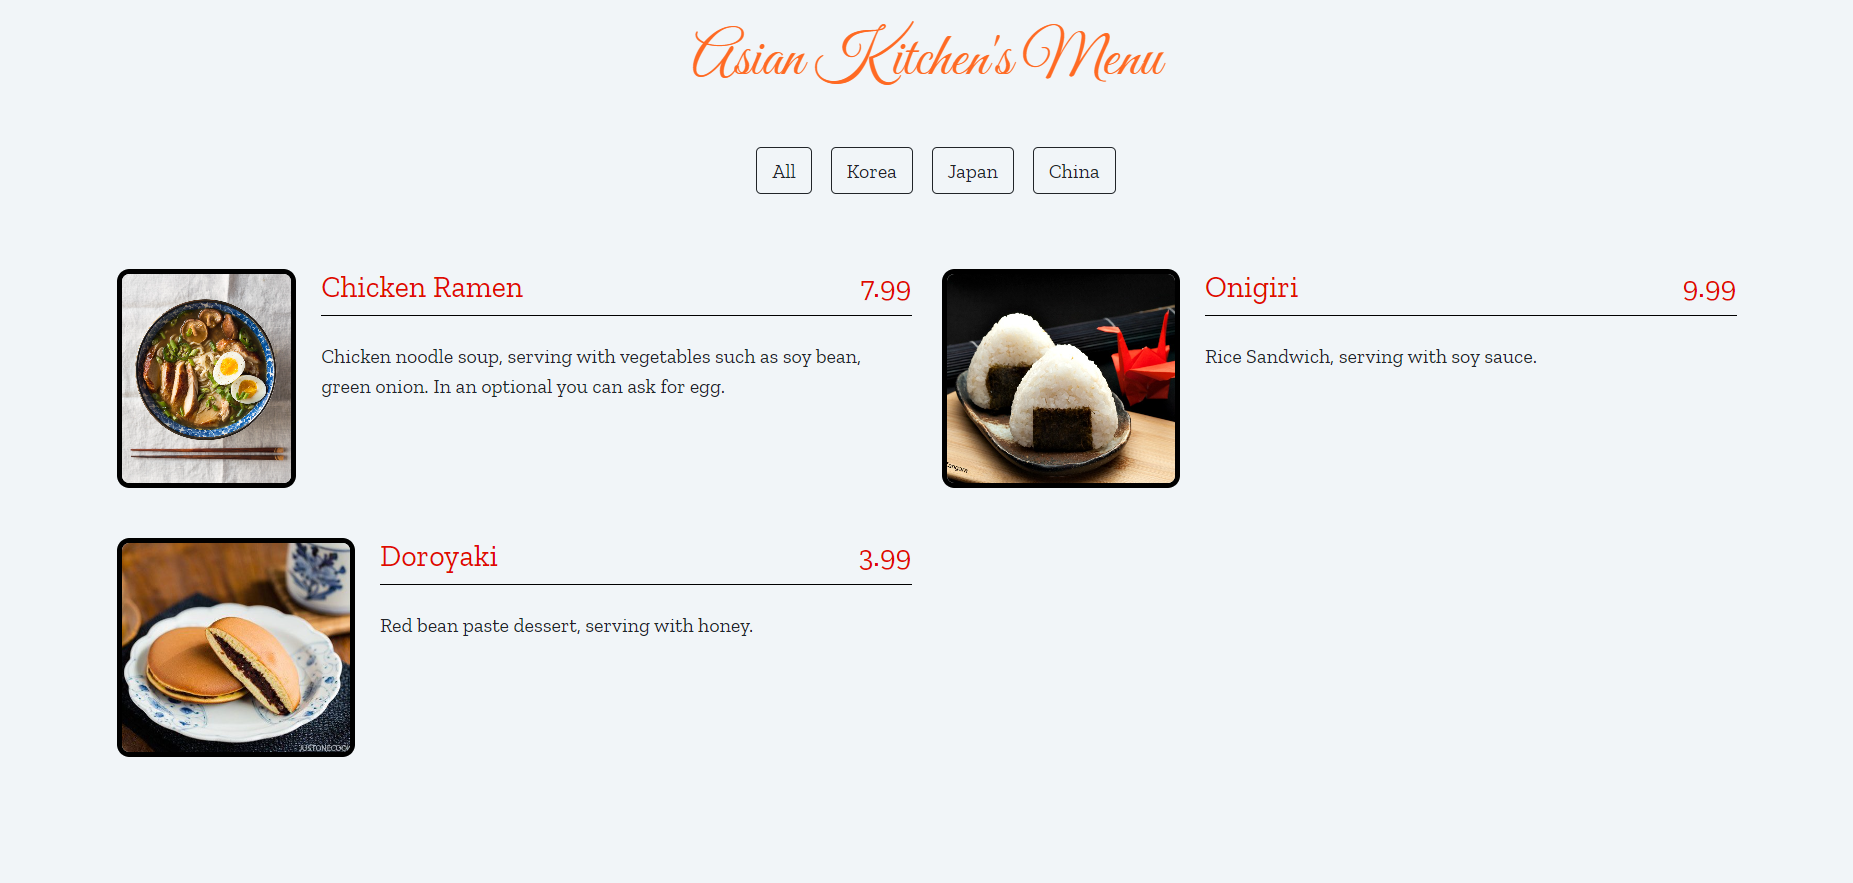 Asian Kitchen's Menu
All
Korea
Japan
China
Chicken Ramen
7.99
Chicken noodle soup, serving with vegetables such as soy bean,
green onion. In an optional you can ask for egg.
Onigiri
9.99
Rice Sandwich, serving with soy sauce.
Doroyaki
3.99
Red bean paste dessert, serving with honey.